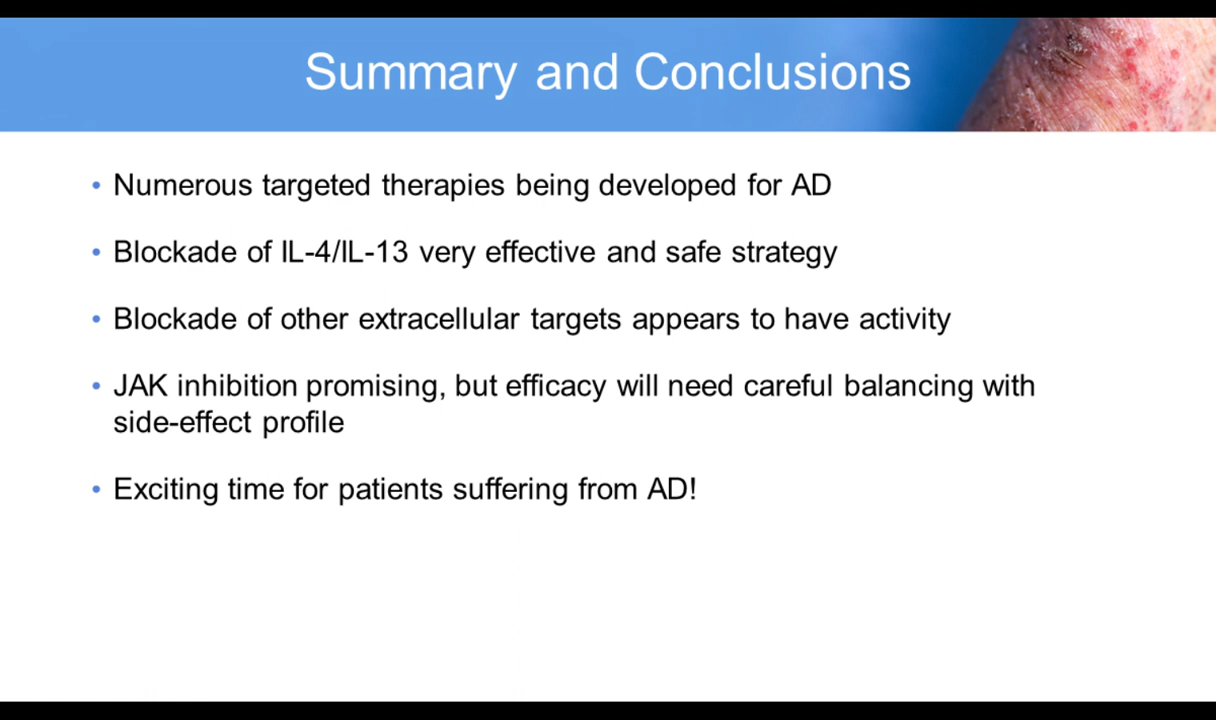 Summary and Conclusions
• Numerous targeted therapies being developed for AD
• Blockade of IL-4/IL-13 very effective and safe strategy
• Blockade of other extracellular targets appears to have activity
• JAK inhibition promising, but efficacy will need careful balancing with
side-effect profile
• Exciting time for patients suffering from AD!